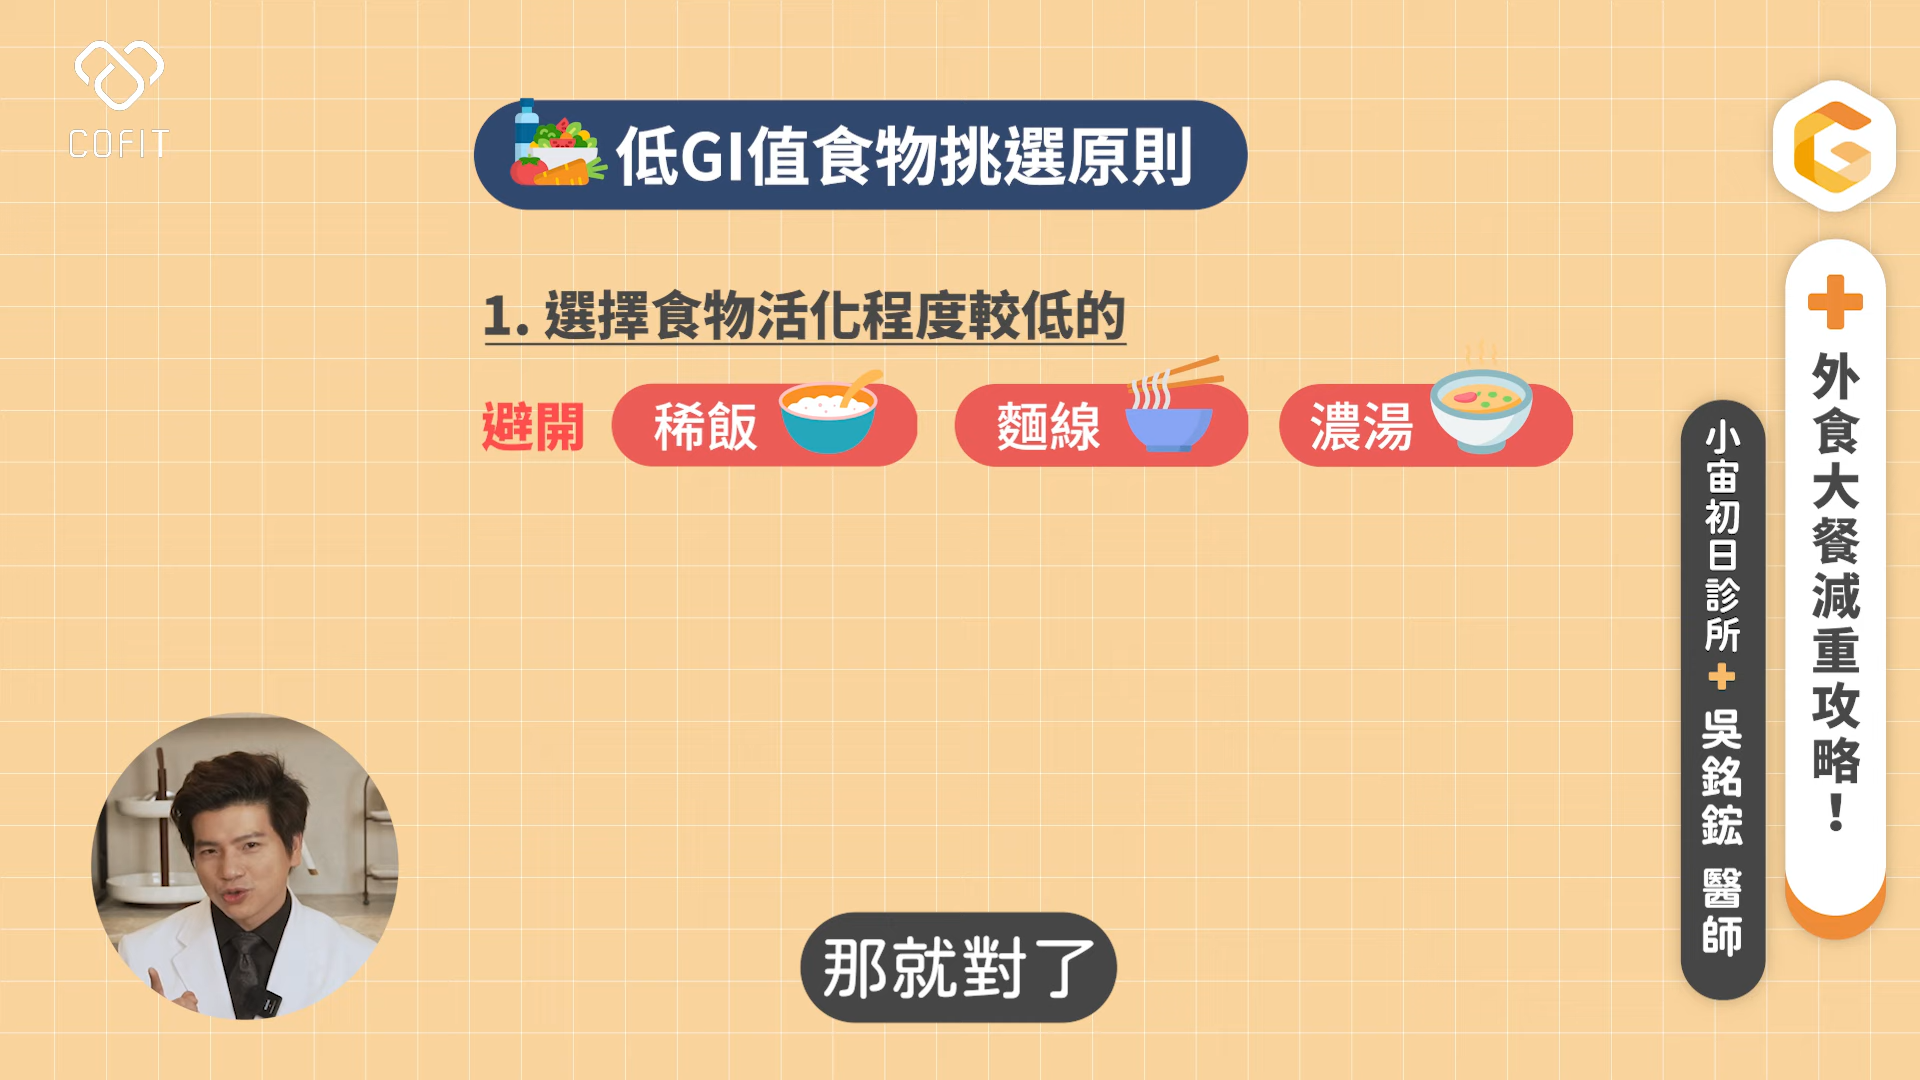 COFIT
低GI值食物挑選原則
1. 選擇食物活化程度較低的
避開 稀飯 麵線 濃湯
外食大餐減重攻略！
小宙初日診所
吳銘鋐 醫師
那就對了